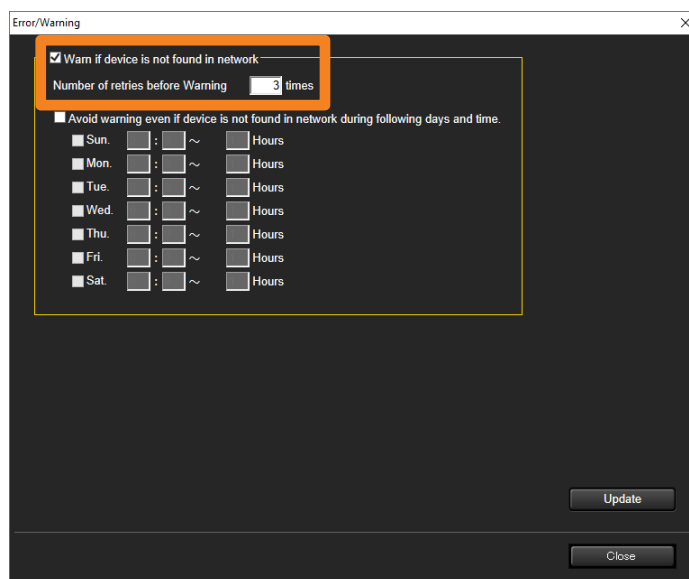 Error/Warning
Warn if device is not found in network
Number of retries before Warning 3 times
Avoid warning even if device is not found in network during following days and time.
Sun. : ~ Hours
Mon. : ~ Hours
Tue. : ~ Hours
Wed. : ~ Hours
Thu. : ~ Hours
Fri. : ~ Hours
Sat. : ~ Hours
Update
Close